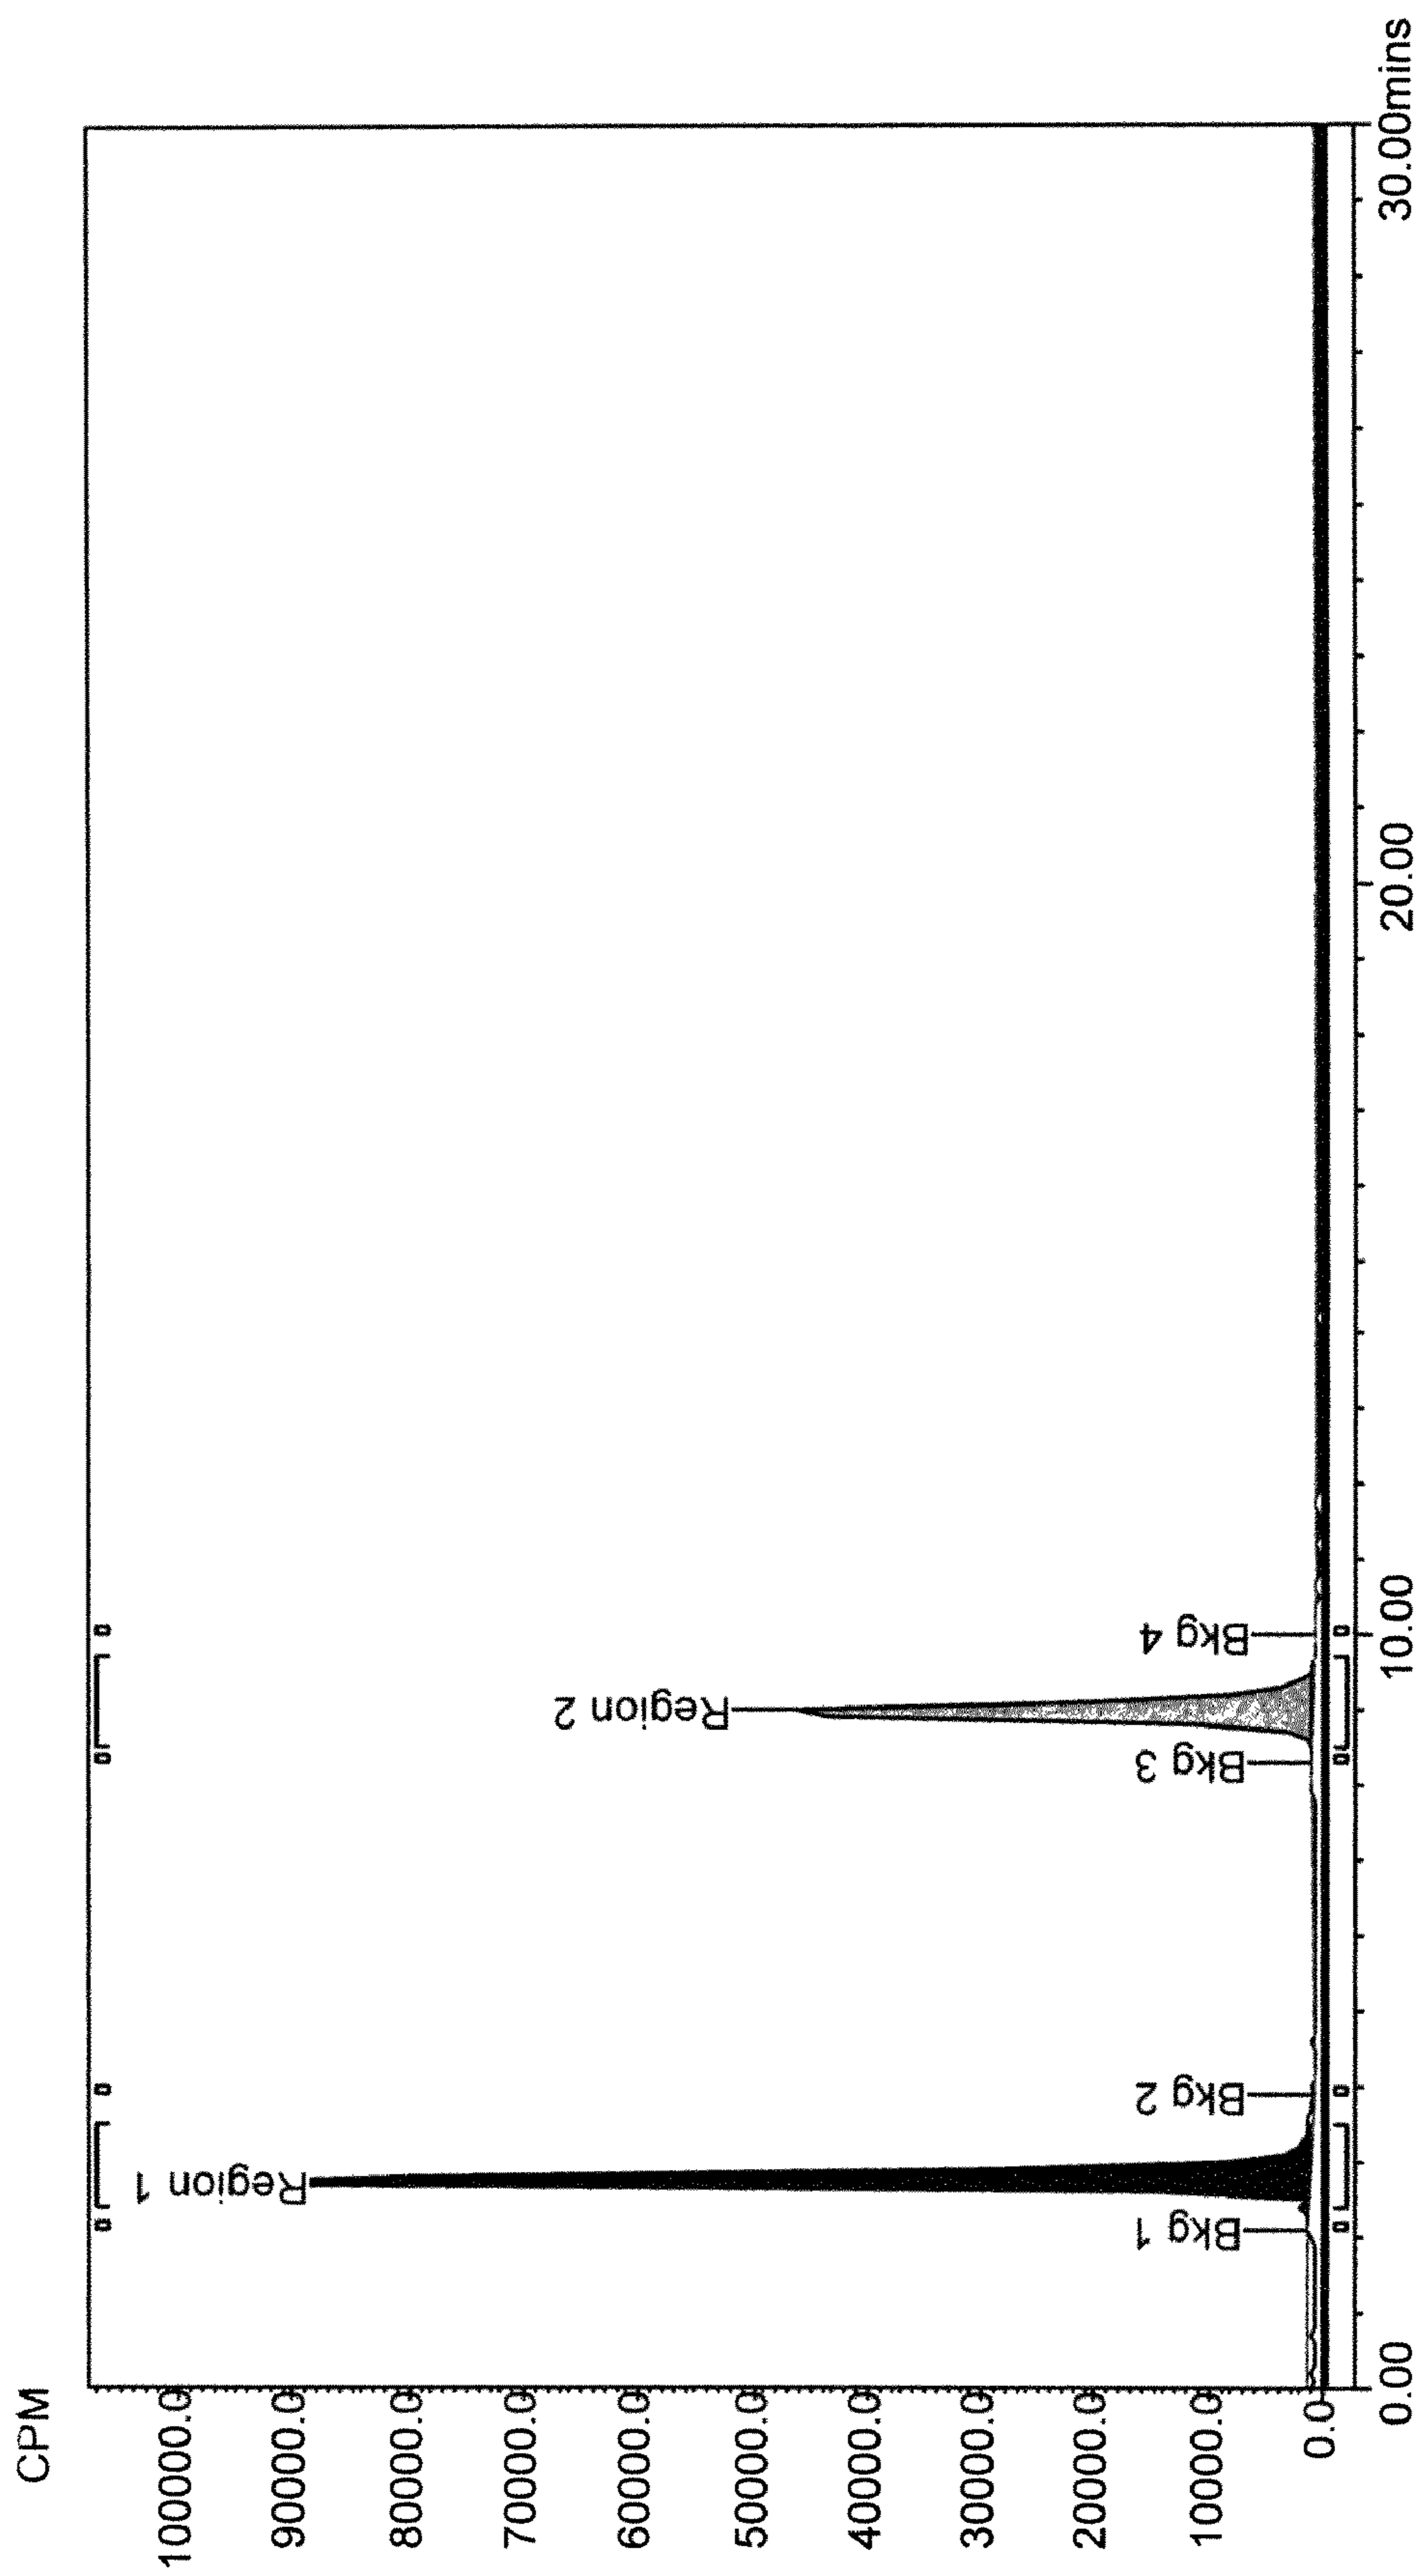 CPM
100000.0
90000.0
80000.0
70000.0
60000.0
50000.0
40000.0
30000.0
20000.0
10000.0
0.0
Region 1
Region 2
Bkg 1
Bkg 2
Bkg 3
Bkg 4
0.00
10.00
20.00
30.00mins